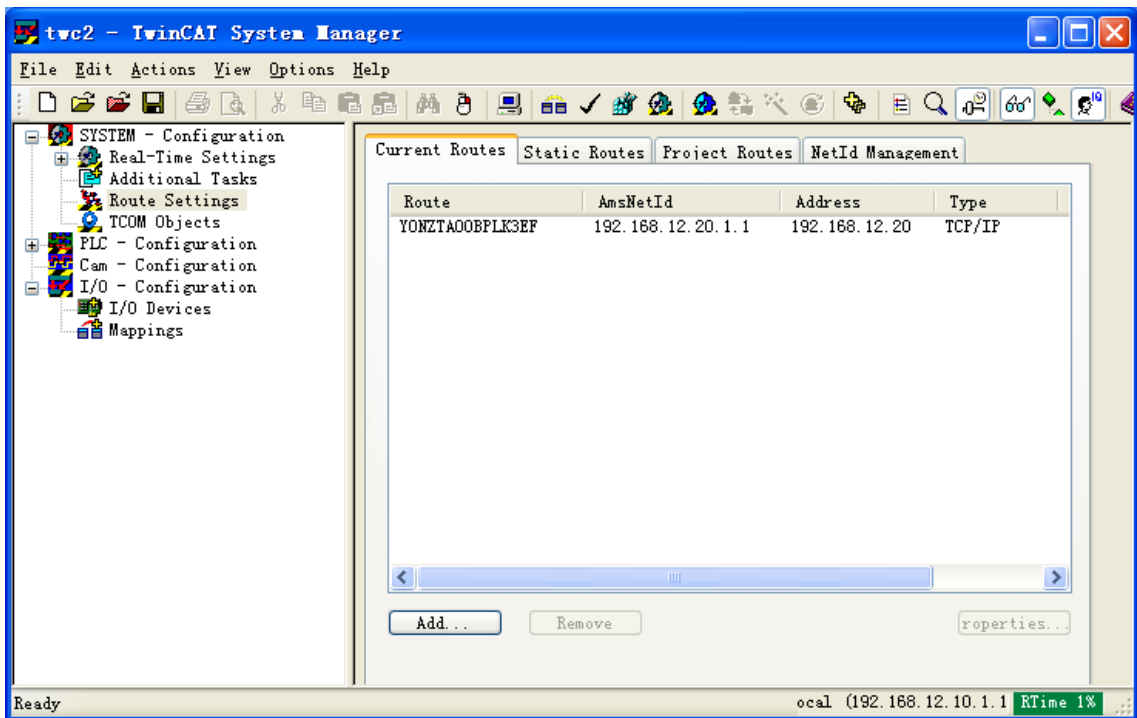 twc2 - TwinCAT System Manager
File Edit Actions View Options Help
SYSTEM - Configuration
Real-Time Settings
Additional Tasks
Route Settings
TCOM Objects
PLC - Configuration
Cam - Configuration
I/O - Configuration
I/O Devices
Mappings
Current Routes Static Routes Project Routes NetId Management
Route AmsNetId Address Type
YONZTAOOBPLK3EF 192.168.12.20.1.1 192.168.12.20 TCP/IP
Add... Remove roperties...
Ready ocal (192.168.12.10.1.1 RTime 1%